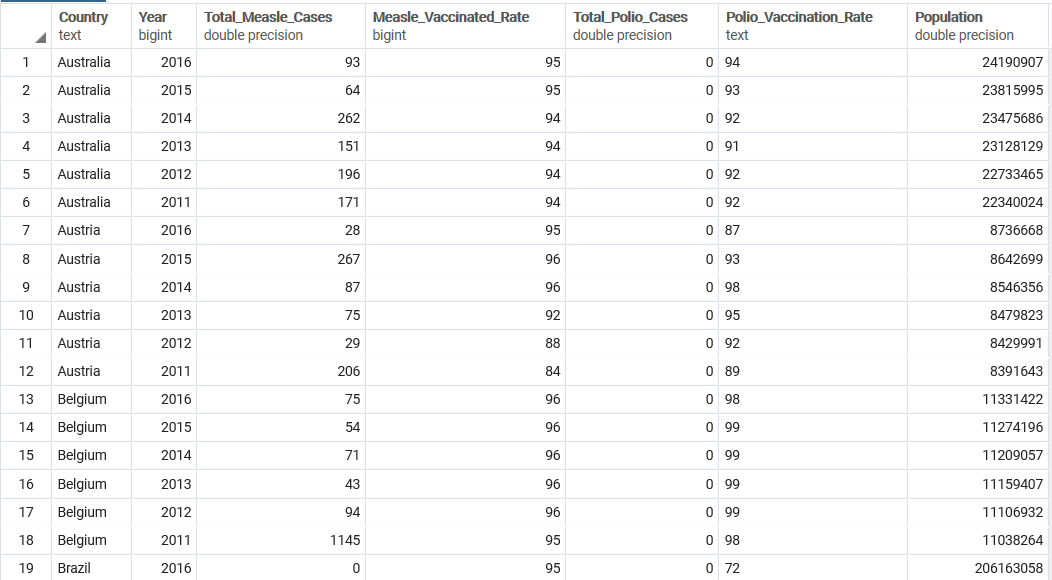 Country Year Total_Measle_Cases Measle_Vaccinated_Rate Total_Polio_Cases Polio_Vaccination_Rate Population
text bigint double precision bigint double precision text double precision
1 Australia 2016 93 95 0 94 24190907
2 Australia 2015 64 95 0 93 23815995
3 Australia 2014 262 94 0 92 23475686
4 Australia 2013 151 94 0 91 23128129
5 Australia 2012 196 94 0 92 22733465
6 Australia 2011 171 94 0 92 22340024
7 Austria 2016 28 95 0 87 8736668
8 Austria 2015 267 96 0 93 8642699
9 Austria 2014 87 96 0 98 8546356
10 Austria 2013 75 92 0 95 8479823
11 Austria 2012 29 88 0 92 8429991
12 Austria 2011 206 84 0 89 8391643
13 Belgium 2016 75 96 0 98 11331422
14 Belgium 2015 54 96 0 99 11274196
15 Belgium 2014 71 96 0 99 11209057
16 Belgium 2013 43 96 0 99 11159407
17 Belgium 2012 94 96 0 99 11106932
18 Belgium 2011 1145 95 0 98 11038264
19 Brazil 2016 0 95 0 72 206163058